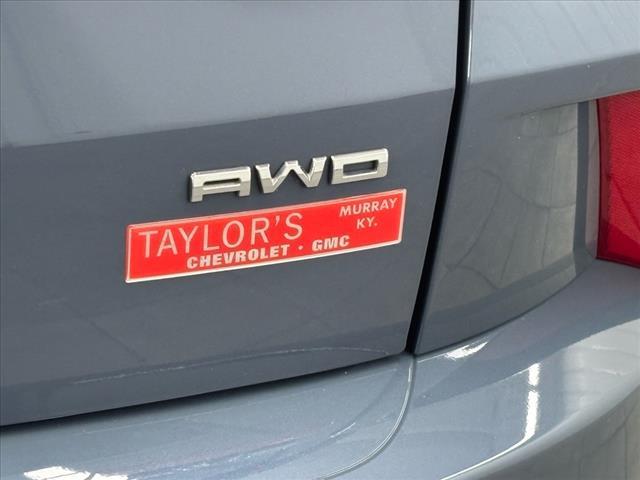 AWD
TAYLOR'S
MURRAY
KY.
CHEVROLET · GMC